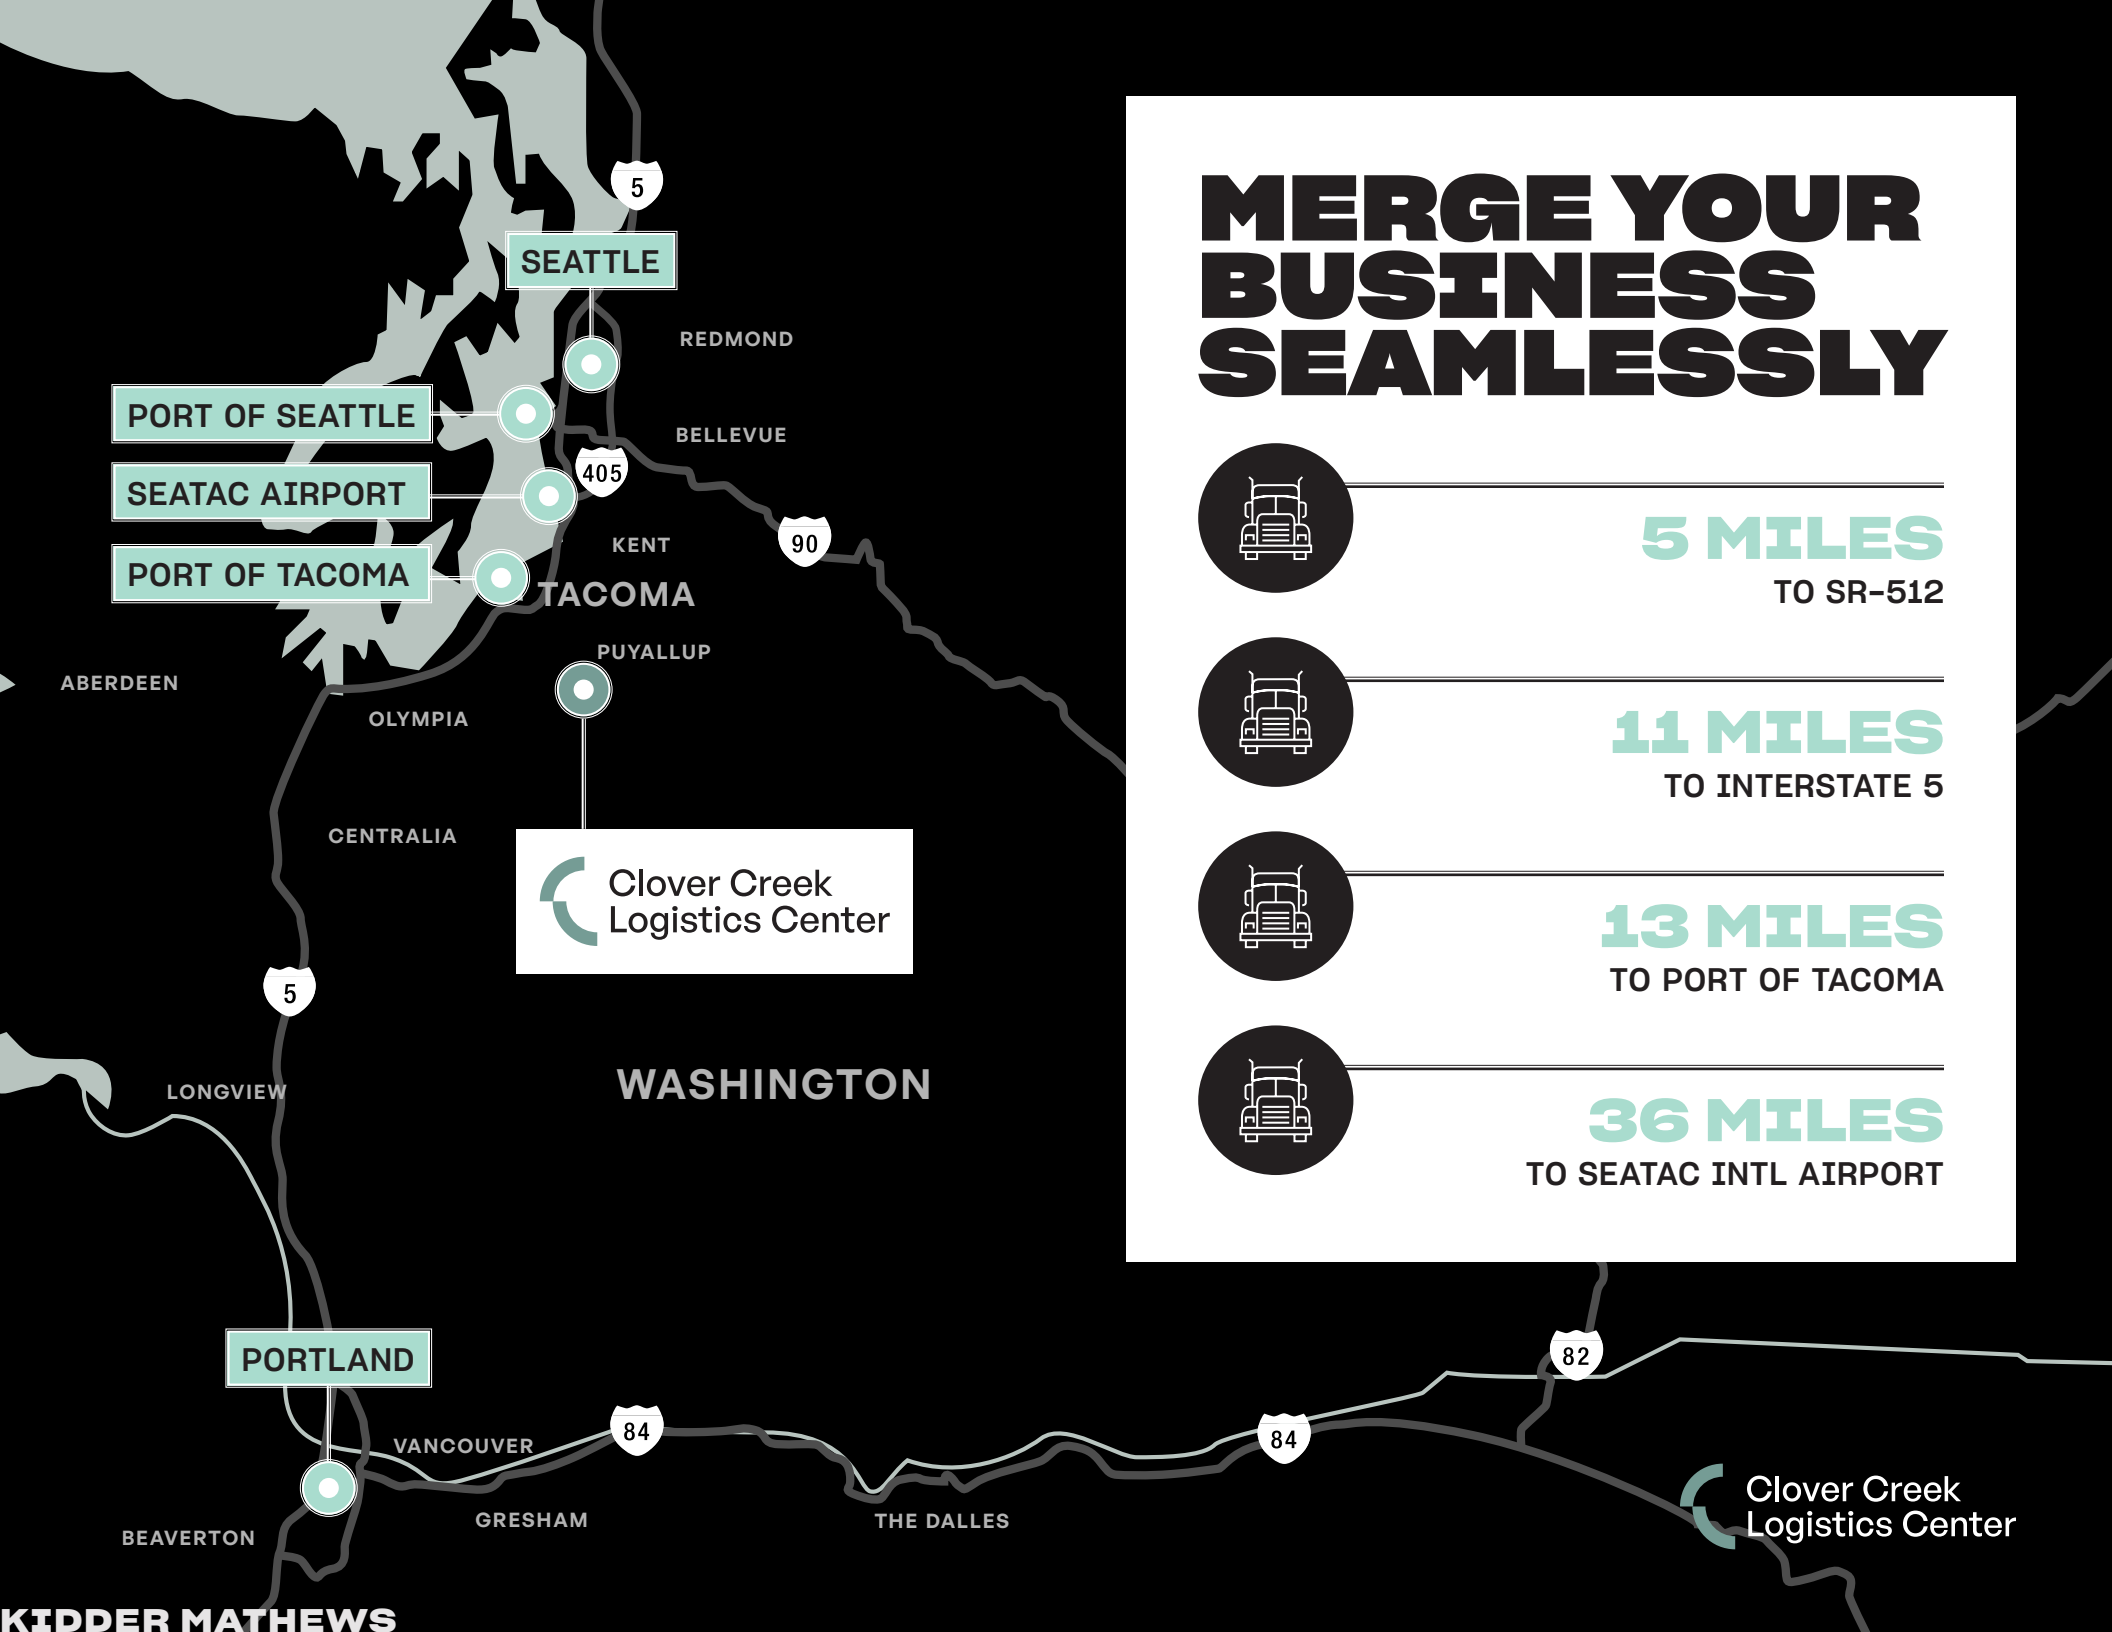 5
SEATTLE
REDMOND
PORT OF SEATTLE
BELLEVUE
405
SEATAC AIRPORT
90
KENT
PORT OF TACOMA
TACOMA
PUYALLUP
ABERDEEN
OLYMPIA
CENTRALIA
Clover Creek
Logistics Center
5
WASHINGTON
LONGVIEW
PORTLAND
VANCOUVER
84
GRESHAM
BEAVERTON
THE DALLES
84
82
KIDDER MATHEWS
MERGE YOUR
BUSINESS
SEAMLESSLY
5 MILES
TO SR-512
11 MILES
TO INTERSTATE 5
13 MILES
TO PORT OF TACOMA
36 MILES
TO SEATAC INTL AIRPORT
Clover Creek
Logistics Center